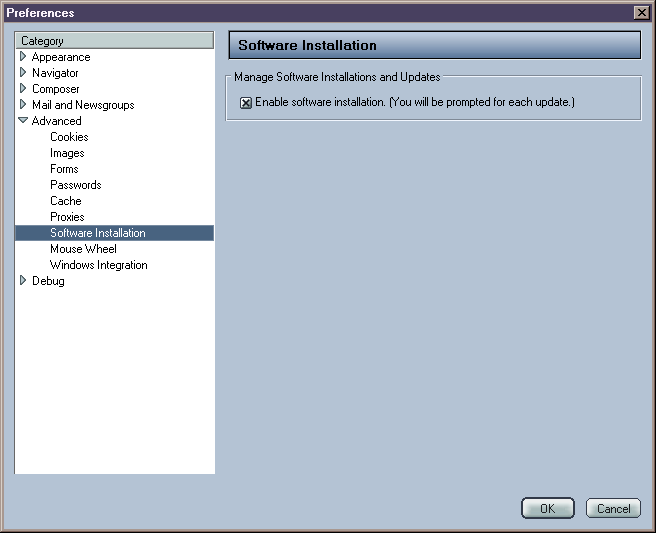 Preferences
Category
Appearance
Navigator
Composer
Mail and Newsgroups
Advanced
Cookies
Images
Forms
Passwords
Cache
Proxies
Software Installation
Mouse Wheel
Windows Integration
Debug
Software Installation
Manage Software Installations and Updates
Enable software installation. (You will be prompted for each update.)
OK
Cancel